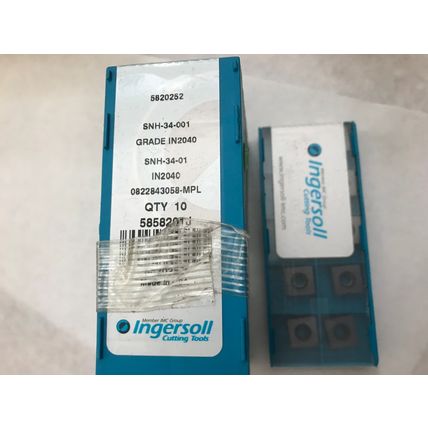 5820252
SNH-34-001
GRADE IN2040
SNH-34-01
IN2040
0822843058-MPL
QTY 10
Member IMC Group
Ingersoll
Cutting Tools
Ingersoll
Cutting Tools